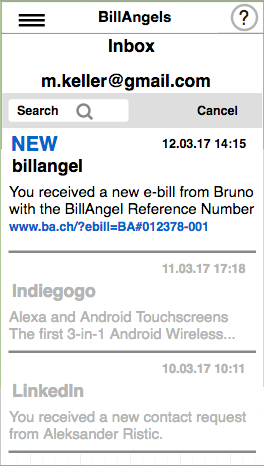 BillAngels
?
Inbox
m.keller@gmail.com
Search
Cancel
NEW
12.03.17 14:15
billangel
You received a new e-bill from Bruno
with the BillAngel Reference Number
www.ba.ch/?ebill=BA#012378-001
11.03.17 17:18
Indiegogo
Alexa and Android Touchscreens
The first 3-in-1 Android Wireless...
10.03.17 10:11
LinkedIn
You received a new contact request
from Aleksander Ristic.